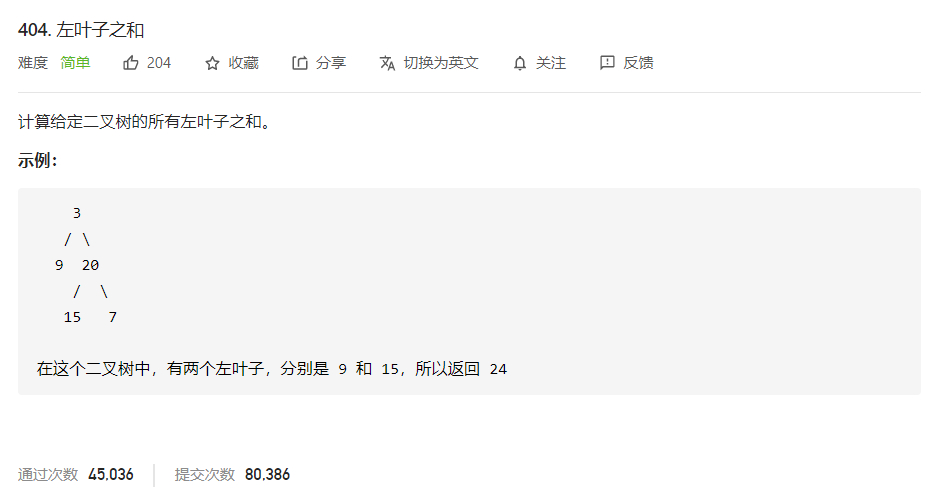 404. 左叶子之和
难度 简单 204 收藏 分享 切换为英文 关注 反馈
计算给定二叉树的所有左叶子之和。
示例：
3
/ \
9 20
/ \
15 7
在这个二叉树中，有两个左叶子，分别是 9 和 15，所以返回 24
通过次数 45,036 提交次数 80,386